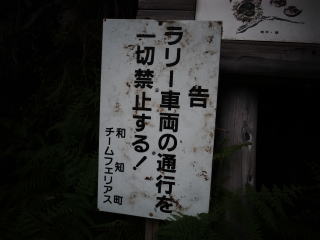 告
ラリー車両の通行を
一切禁止する!
和知町
チームフェリアス